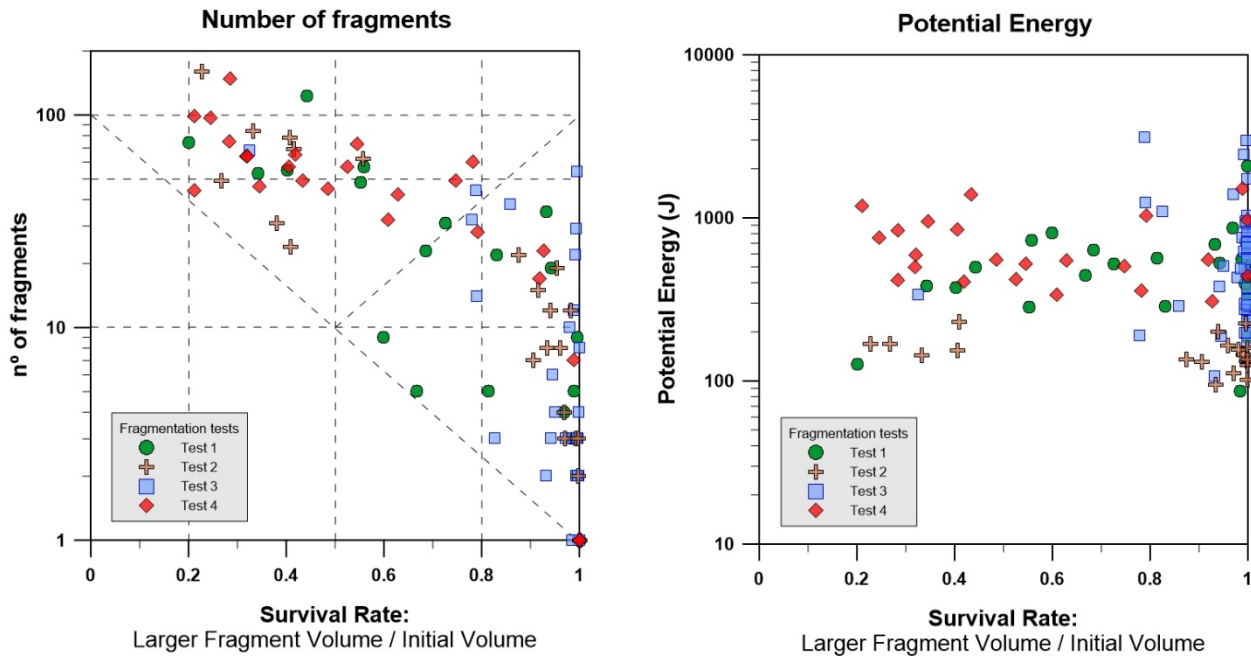 Number of fragments
nº of fragments
100
10
1
0
0.2
0.4
0.6
0.8
1
Fragmentation tests
Test 1
Test 2
Test 3
Test 4
Survival Rate:
Larger Fragment Volume / Initial Volume
Potential Energy
Potential Energy (J)
10000
1000
100
10
0
0.2
0.4
0.6
0.8
1
Fragmentation tests
Test 1
Test 2
Test 3
Test 4
Survival Rate:
Larger Fragment Volume / Initial Volume